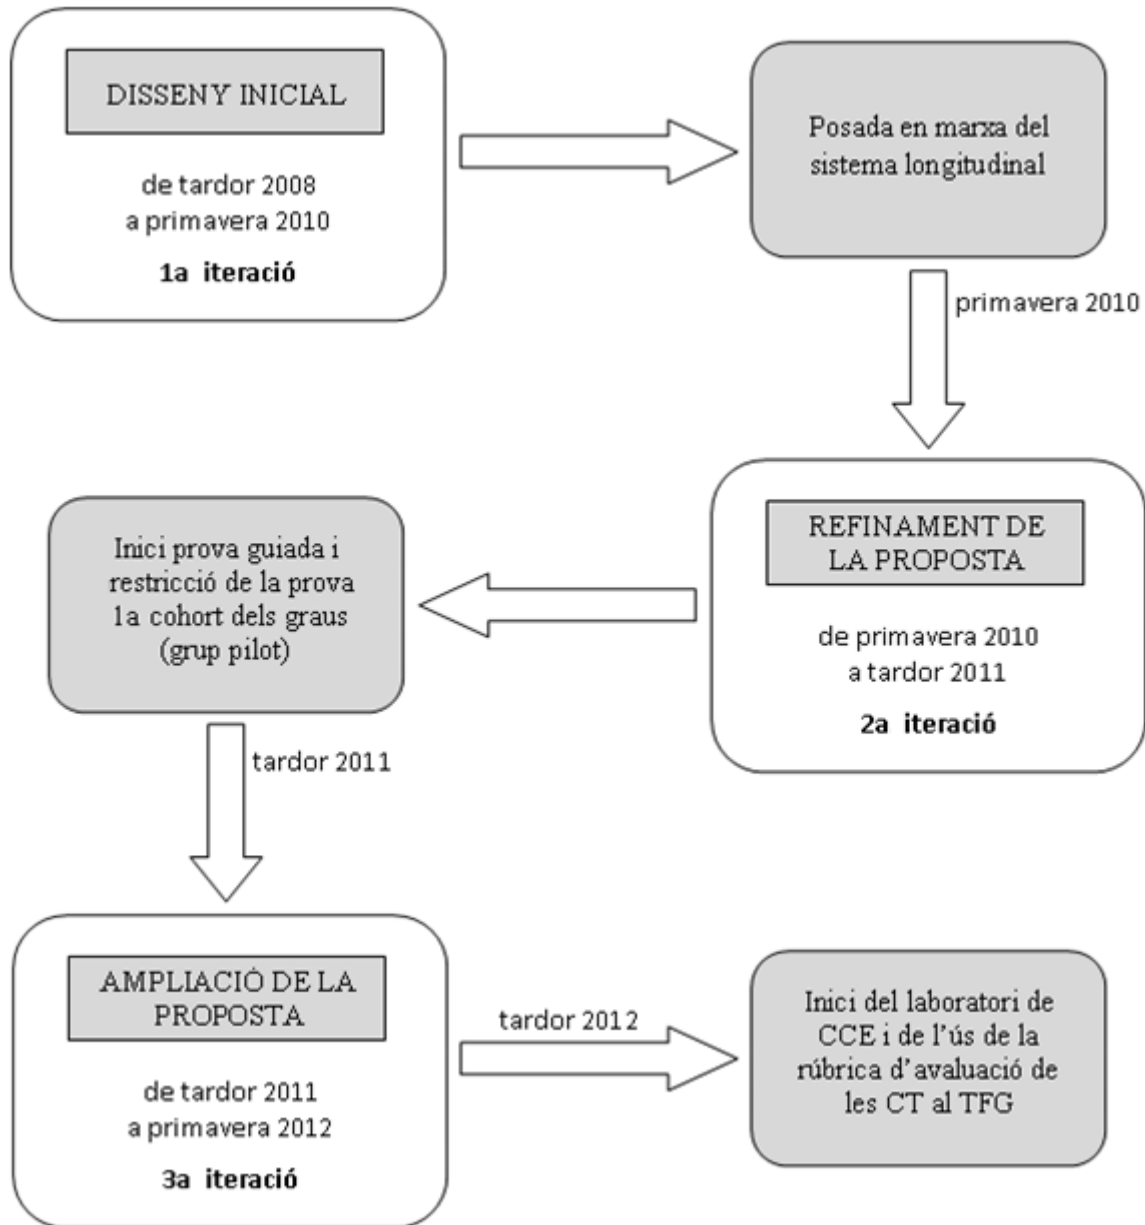 DISSENY INICIAL
de tardor 2008
a primavera 2010
1a iteració
Posada en marxa del
sistema longitudinal
primavera 2010
REFINAMENT DE
LA PROPOSTA
de primavera 2010
a tardor 2011
2a iteració
Inici prova guiada i
restricció de la prova
1a cohort dels graus
(grup pilot)
tardor 2011
AMPLIACIÓ DE LA
PROPOSTA
de tardor 2011
a primavera 2012
3a iteració
tardor 2012
Inici del laboratori de
CCE i de l'ús de la
rúbrica d'avaluació de
les CT al TFG